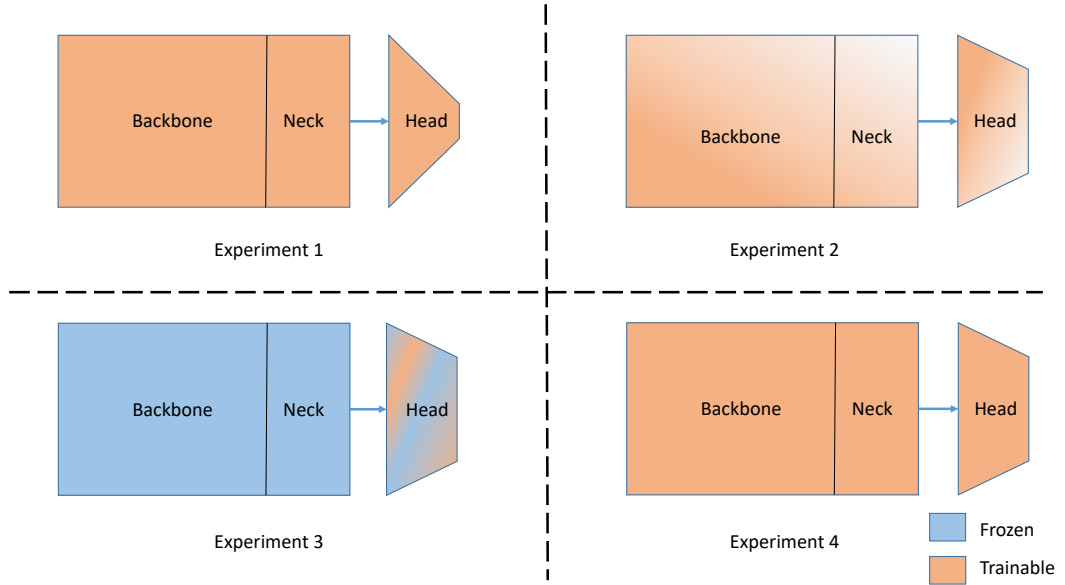 Backbone
Neck
Head
Experiment 1
Backbone
Neck
Head
Experiment 2
Backbone
Neck
Head
Experiment 3
Backbone
Neck
Head
Experiment 4
Frozen
Trainable